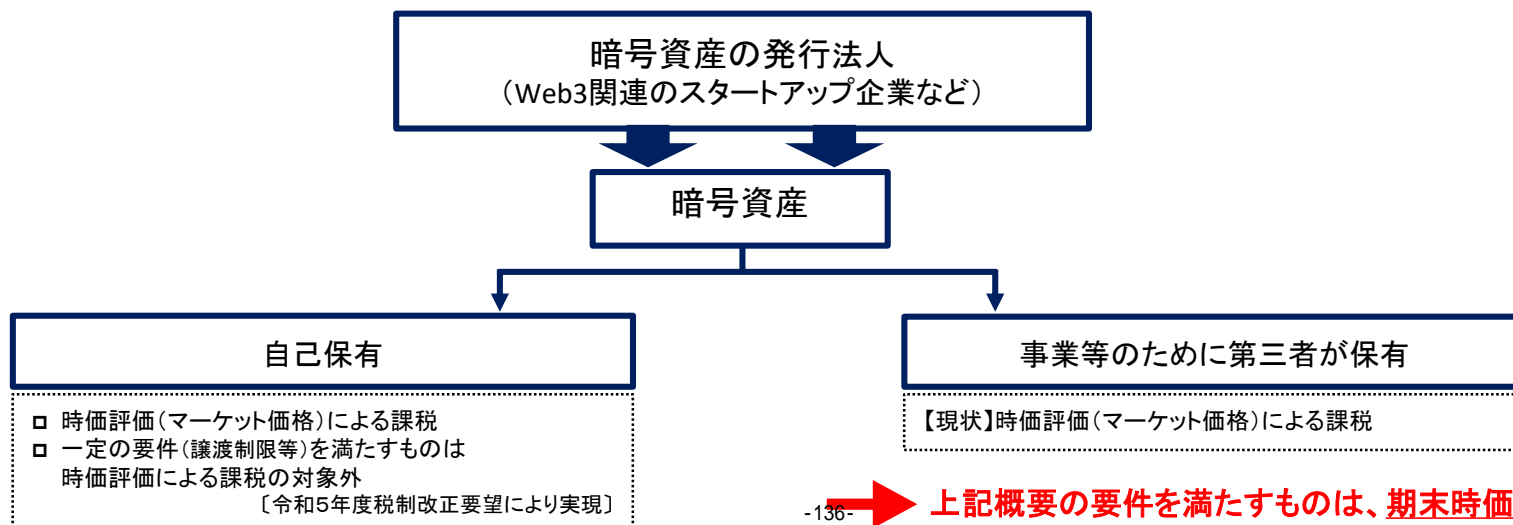 暗号資産の発行法人
（Web3関連のスタートアップ企業など）
暗号資産
自己保有
時価評価（マーケット価格）による課税
一定の要件（譲渡制限等）を満たすものは
時価評価による課税の対象外
〔令和5年度税制改正要望により実現〕
事業等のために第三者が保有
【現状】時価評価（マーケット価格）による課税
上記概要の要件を満たすものは、期末時価
-136-